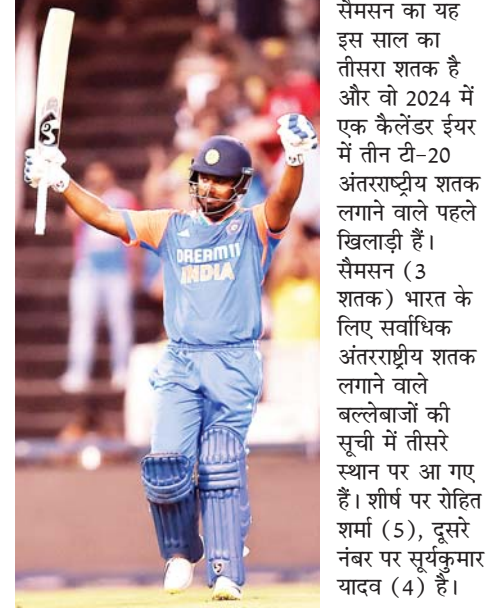 DREAM11
INDIA
सैमसन का यह
इस साल का
तीसरा शतक है
और वो 2024 में
एक कैलेंडर ईयर
में तीन टी-20
अंतरराष्ट्रीय शतक
लगाने वाले पहले
खिलाड़ी हैं।
सैमसन (3
शतक) भारत के
लिए सर्वाधिक
अंतरराष्ट्रीय शतक
लगाने वाले
बल्लेबाजों की
सूची में तीसरे
स्थान पर आ गए
हैं। शीर्ष पर रोहित
शर्मा (5), दूसरे
नंबर पर सूर्यकुमार
यादव (4) है।